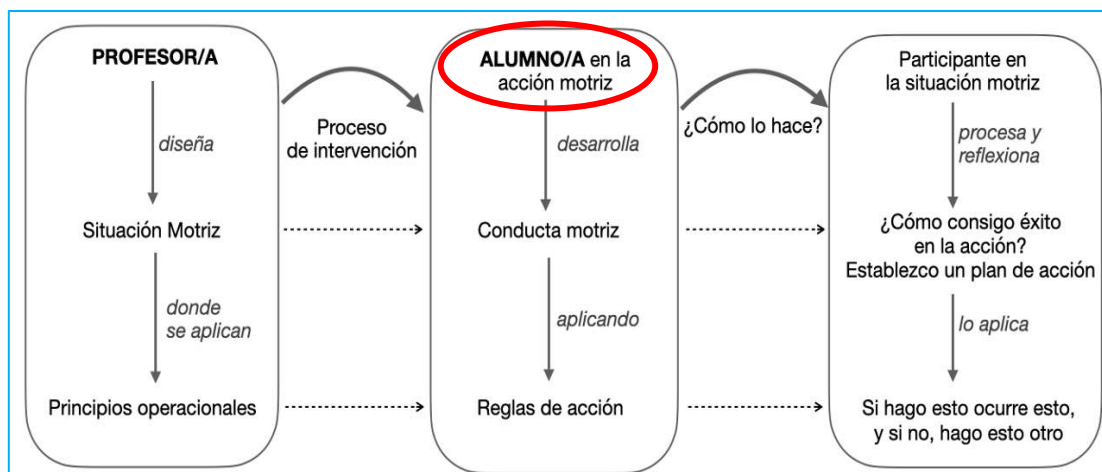 PROFESOR/A
diseña
Situación Motriz
donde
se aplican
Principios operacionales
Proceso
de intervención
ALUMNO/A en la
acción motriz
desarrolla
Conducta motriz
aplicando
Reglas de acción
¿Cómo lo hace?
Participante en
la situación motriz
procesa y
reflexiona
¿Cómo consigo éxito
en la acción?
Establezco un plan de acción
lo aplica
Si hago esto ocurre esto,
y si no, hago esto otro